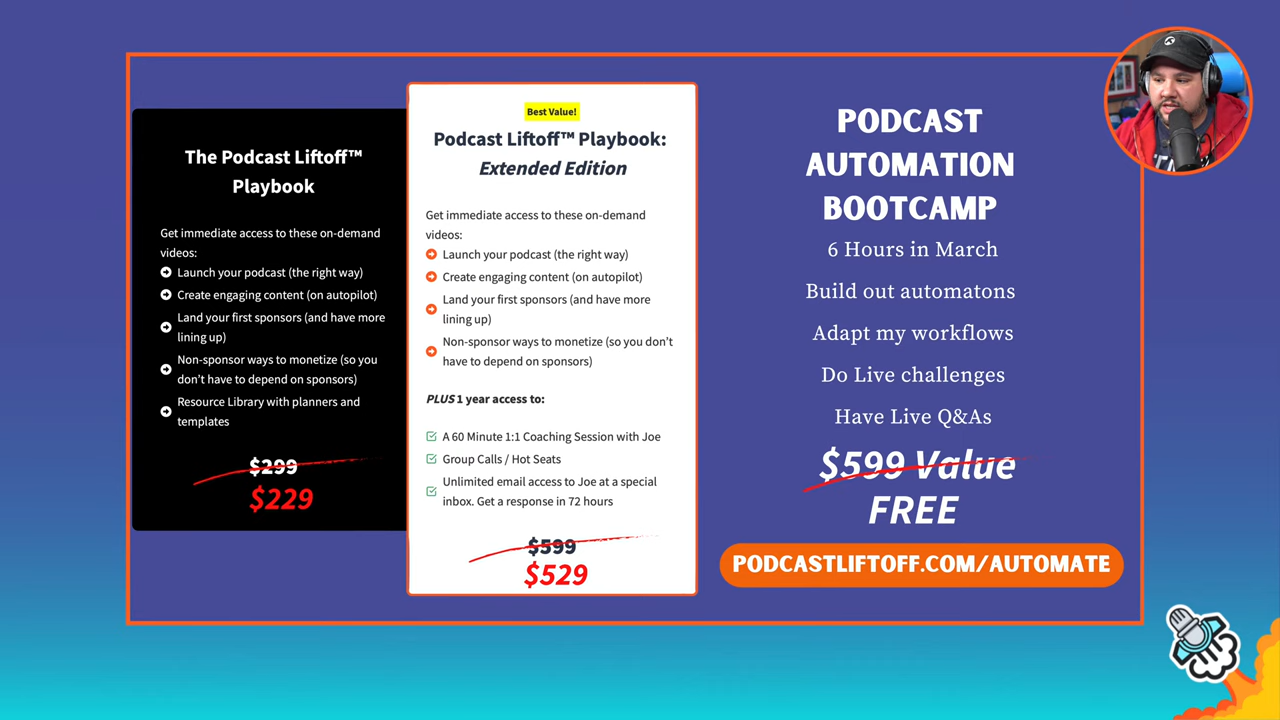 The Podcast Liftoff™
Playbook
Get immediate access to these on-demand
videos:
Launch your podcast (the right way)
Create engaging content (on autopilot)
Land your first sponsors (and have more
lining up)
Non-sponsor ways to monetize (so you
don't have to depend on sponsors)
Resource Library with planners and
templates
$299
$229
Best Value!
Podcast Liftoff™ Playbook:
Extended Edition
Get immediate access to these on-demand
videos:
Launch your podcast (the right way)
Create engaging content (on autopilot)
Land your first sponsors (and have more
lining up)
Non-sponsor ways to monetize (so you don't
have to depend on sponsors)
PLUS 1 year access to:
A 60 Minute 1:1 Coaching Session with Joe
Group Calls / Hot Seats
Unlimited email access to Joe at a special
inbox. Get a response in 72 hours
$599
$529
PODCAST
AUTOMATION
BOOTCAMP
6 Hours in March
Build out automatons
Adapt my workflows
Do Live challenges
Have Live Q&As
$599 Value
FREE
PODCASTLIFTOFF.COM/AUTOMATE